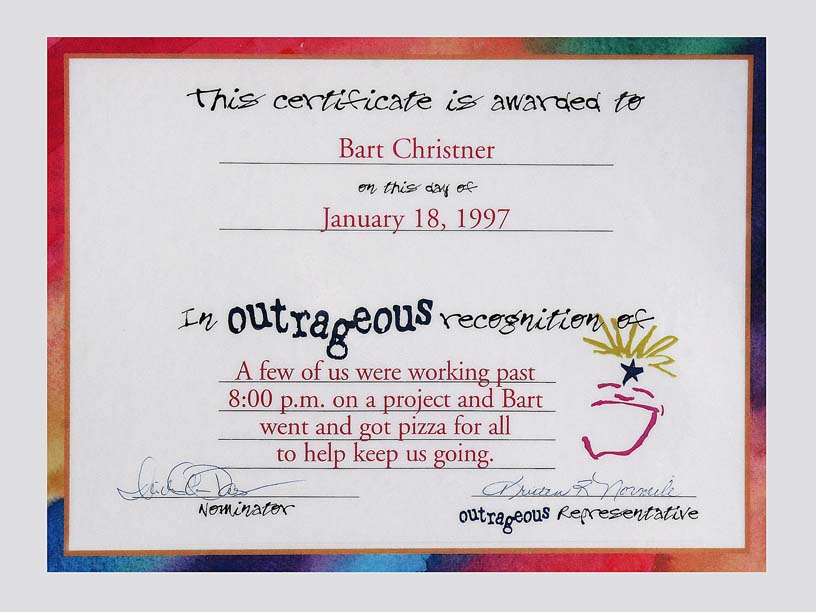 This certificate is awarded to
Bart Christner
on this day of
January 18, 1997
In outrageous recognition of
A few of us were working past
8:00 p.m. on a project and Bart
went and got pizza for all
to help keep us going.
Nominator
outrageous Representative